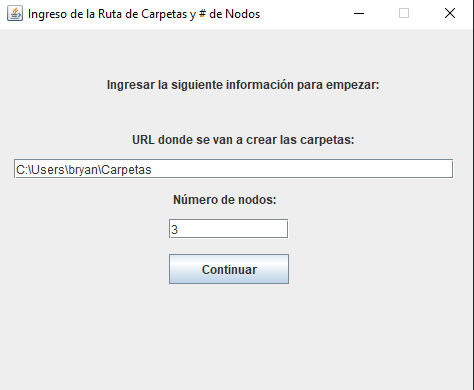 Ingreso de la Ruta de Carpetas y # de Nodos
Ingresar la siguiente información para empezar:
URL donde se van a crear las carpetas:
C:\Users\bryan\Carpetas
Número de nodos:
3
Continuar